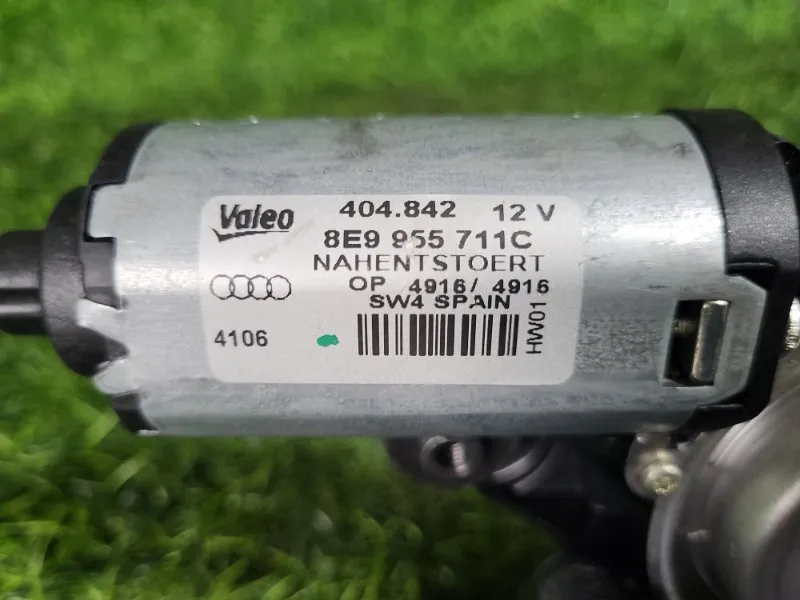 Valeo 404.842 12 V
8E9 955 711C
NAHENTSTOERT
OP 4916/ 4916
SW4 SPAIN
4106
HW01